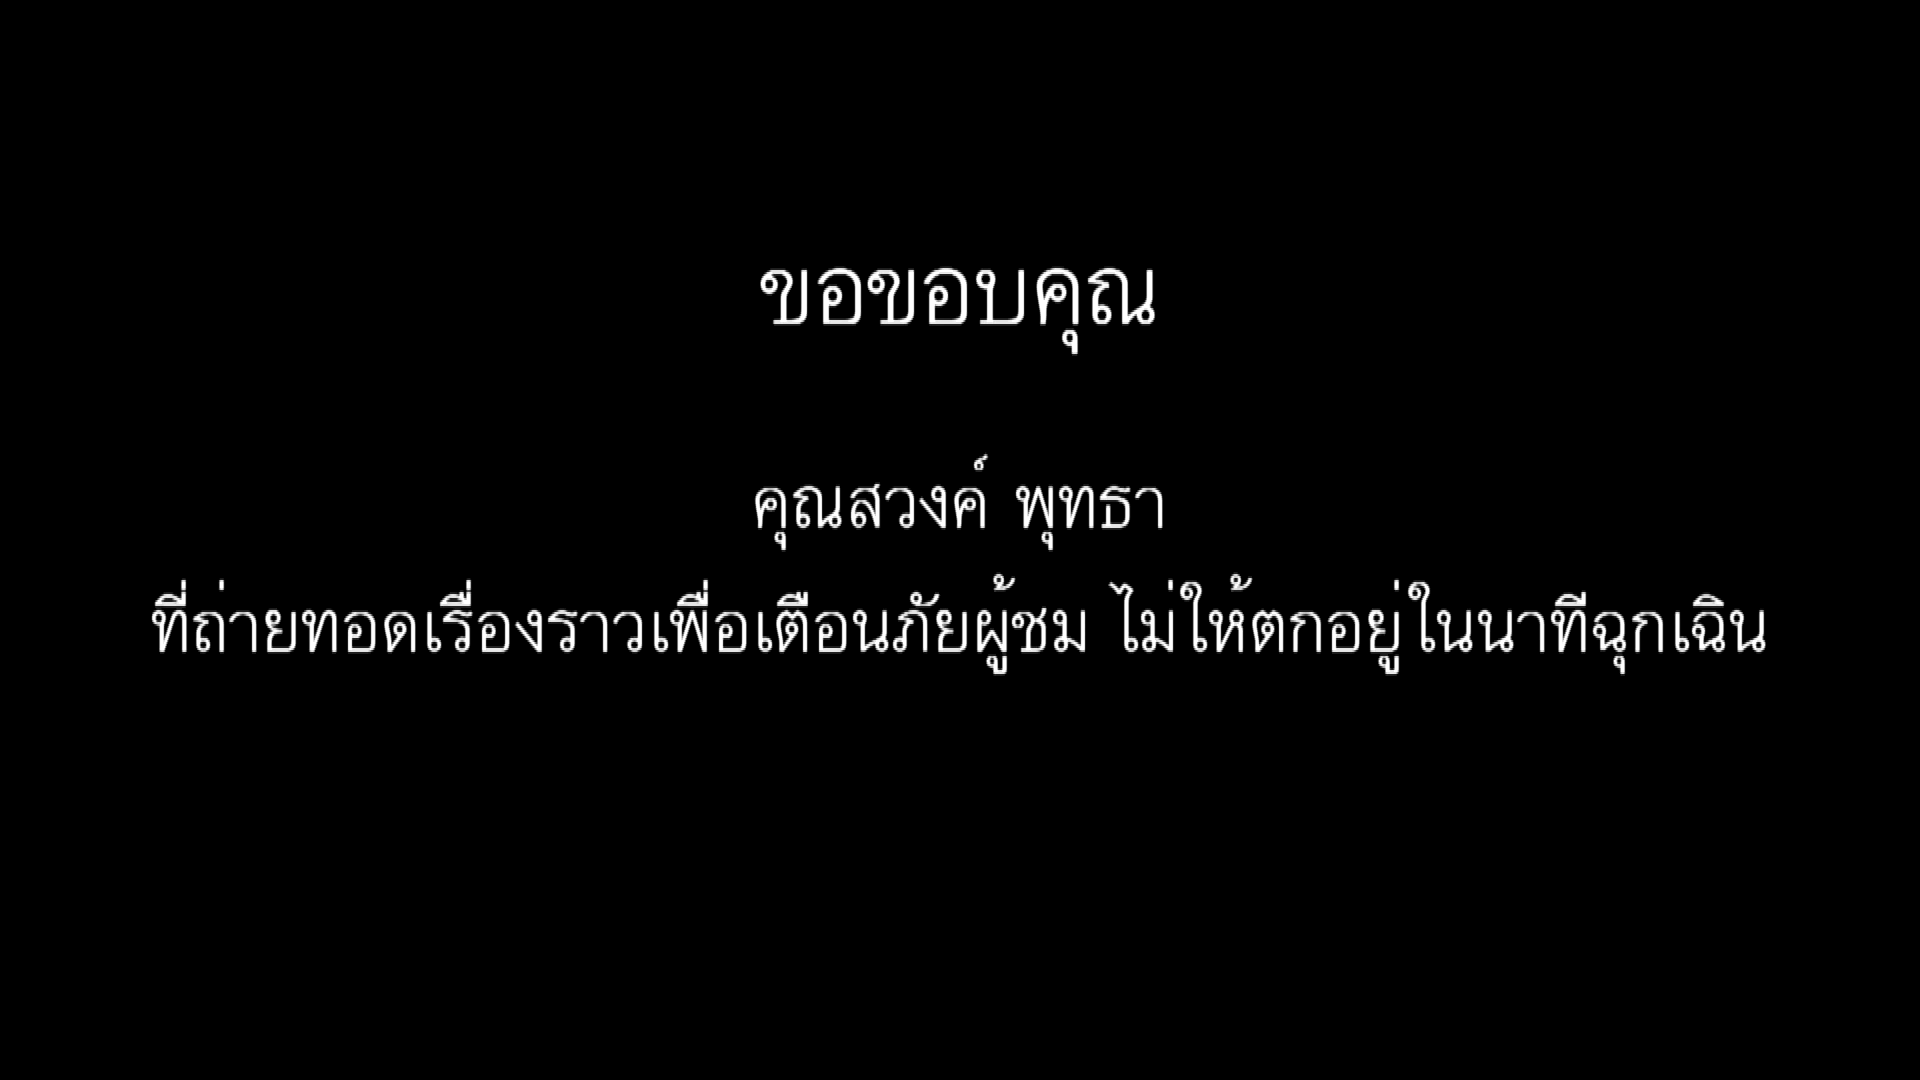 ขอขอบคุณ
คุณสวงค์ พุทธา
ที่ถ่ายทอดเรื่องราวเพื่อเตือนภัยผู้ชม ไม่ให้ตกอยู่ในนาทีฉุกเฉิน